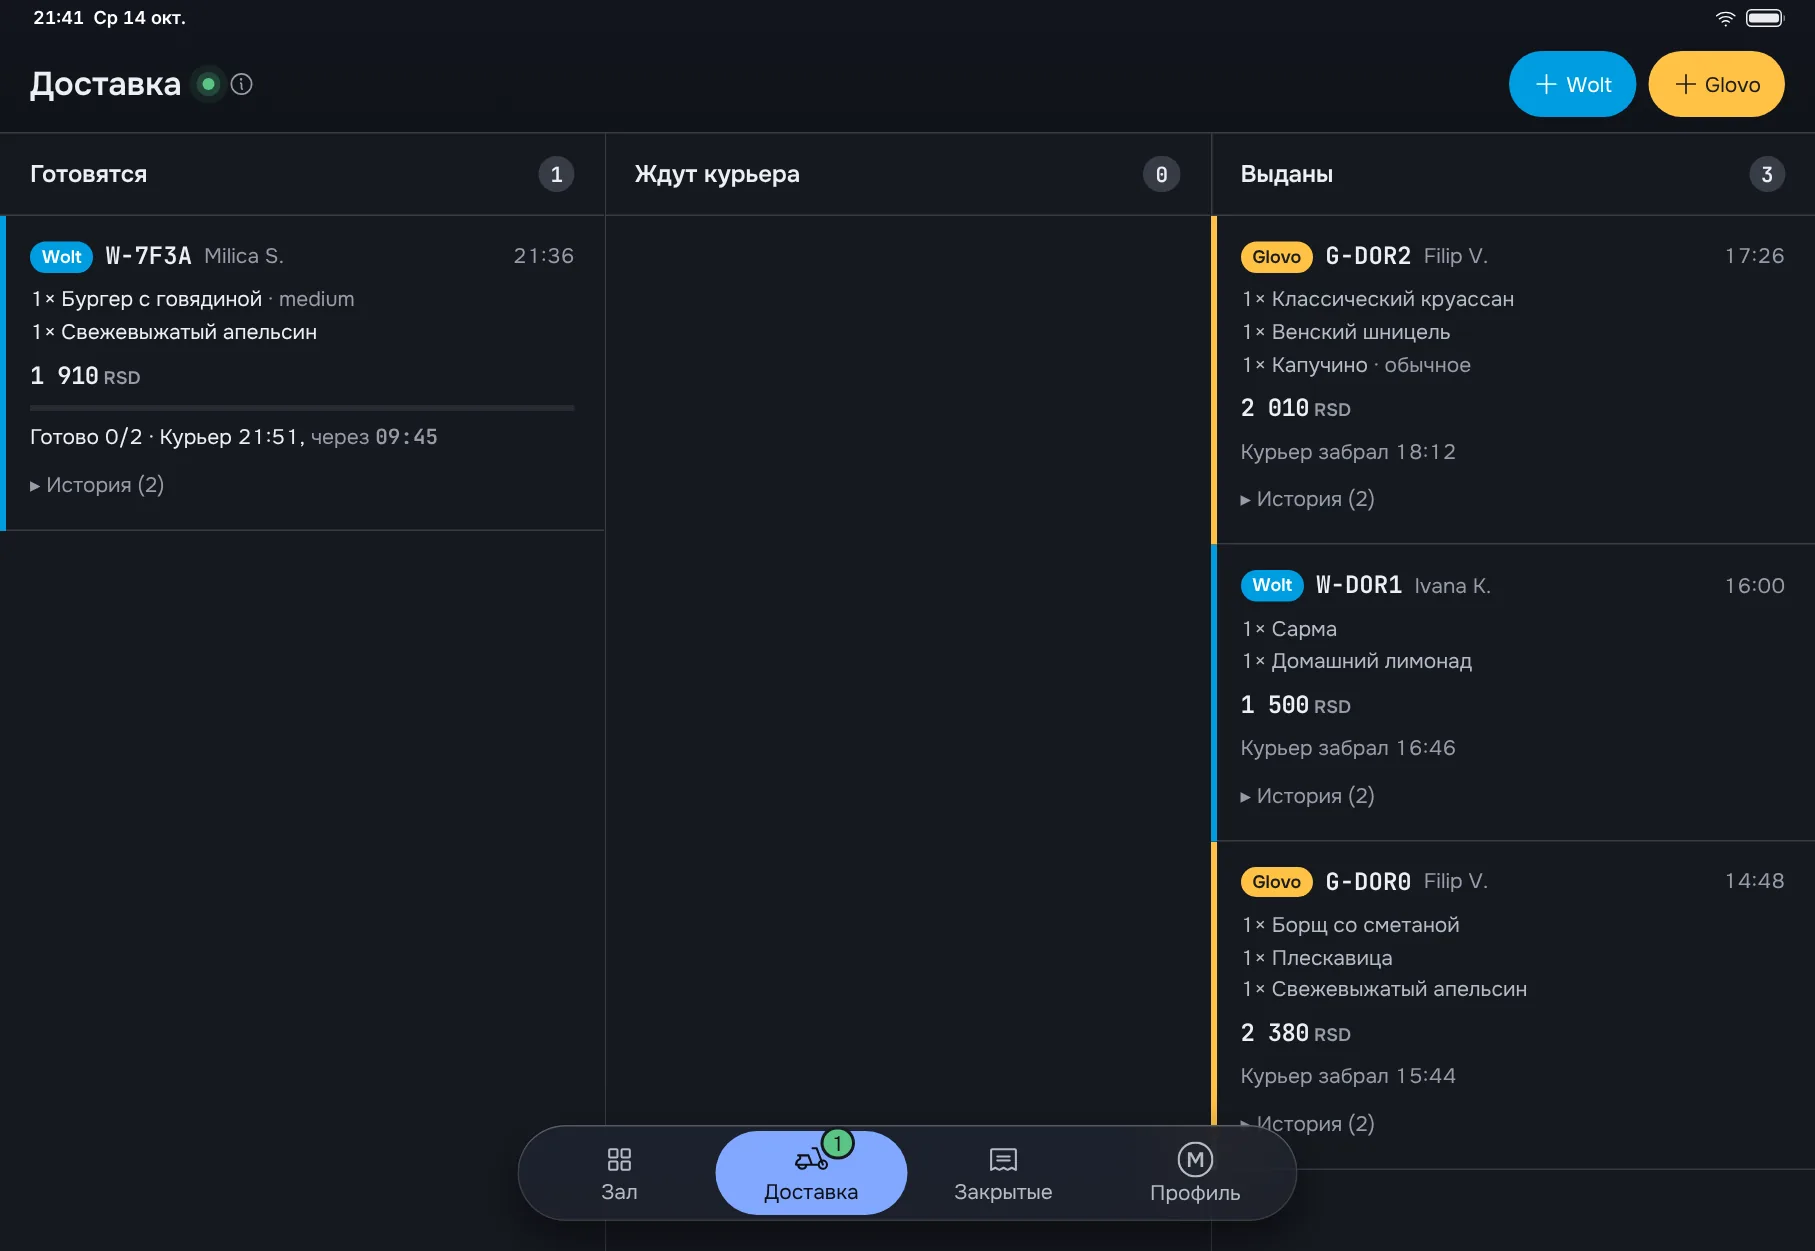 21:41 Ср 14 окт.
Доставка
+ Wolt
+ Glovo
Готовятся 1
Wolt W-7F3A Milica S. 21:36
1× Бургер с говядиной · medium
1× Свежевыжатый апельсин
1 910 RSD
Готово 0/2 · Курьер 21:51, через 09:45
▸ История (2)
Ждут курьера 0
Выданы 3
Glovo G-DOR2 Filip V. 17:26
1× Классический круассан
1× Венский шницель
1× Капучино · обычное
2 010 RSD
Курьер забрал 18:12
▸ История (2)
Wolt W-DOR1 Ivana K. 16:00
1× Сарма
1× Домашний лимонад
1 500 RSD
Курьер забрал 16:46
▸ История (2)
Glovo G-DOR0 Filip V. 14:48
1× Борщ со сметаной
1× Плескавица
1× Свежевыжатый апельсин
2 380 RSD
Курьер забрал 15:44
▸ История (2)
Зал
1
Доставка
Закрытые
M
Профиль